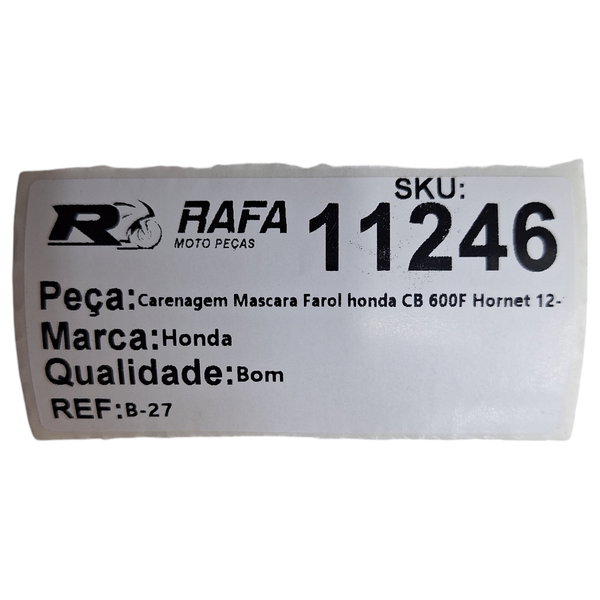 SKU:
R RAFA 11246
MOTO PEÇAS
Peça:Carenagem Mascara Farol honda CB 600F Hornet 12-
Marca:Honda
Qualidade:Bom
REF:B-27